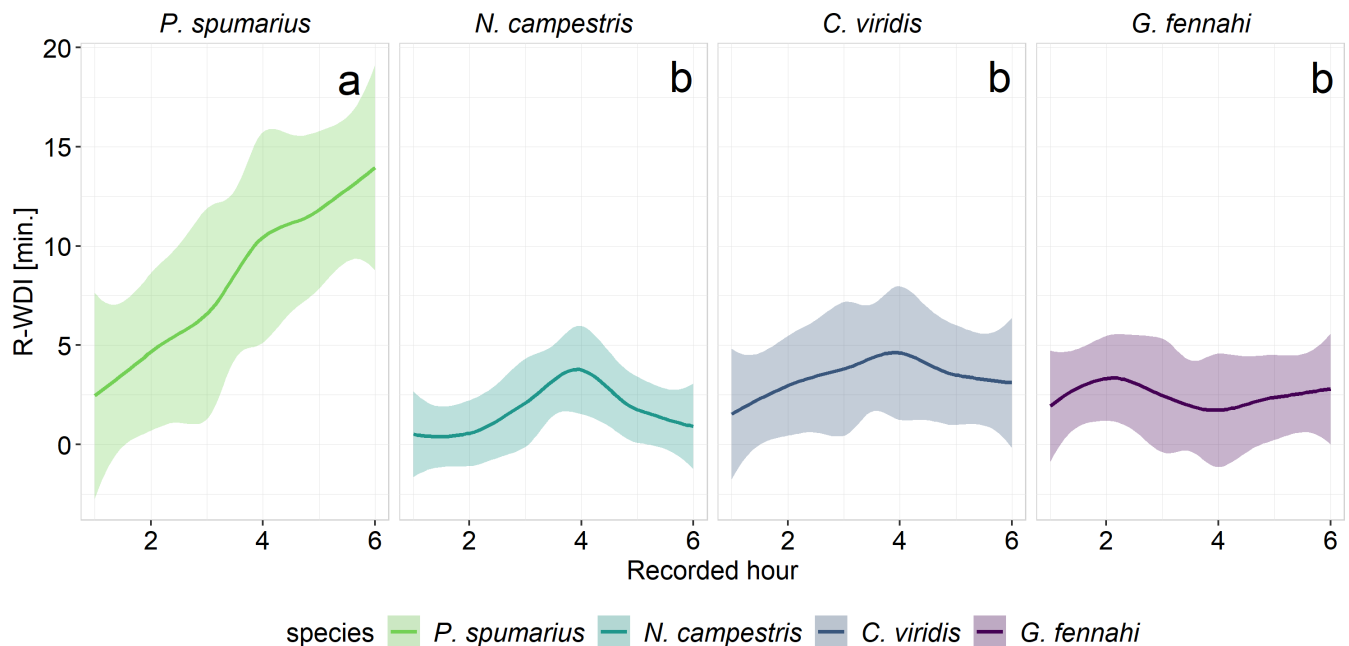 P. spumarius N. campestris C. viridis G. fennahi
a b b b
20
15
10
5
0
R-WDI [min.]
2 4 6 2 4 6 2 4 6 2 4 6
Recorded hour
species P. spumarius N. campestris C. viridis G. fennahi